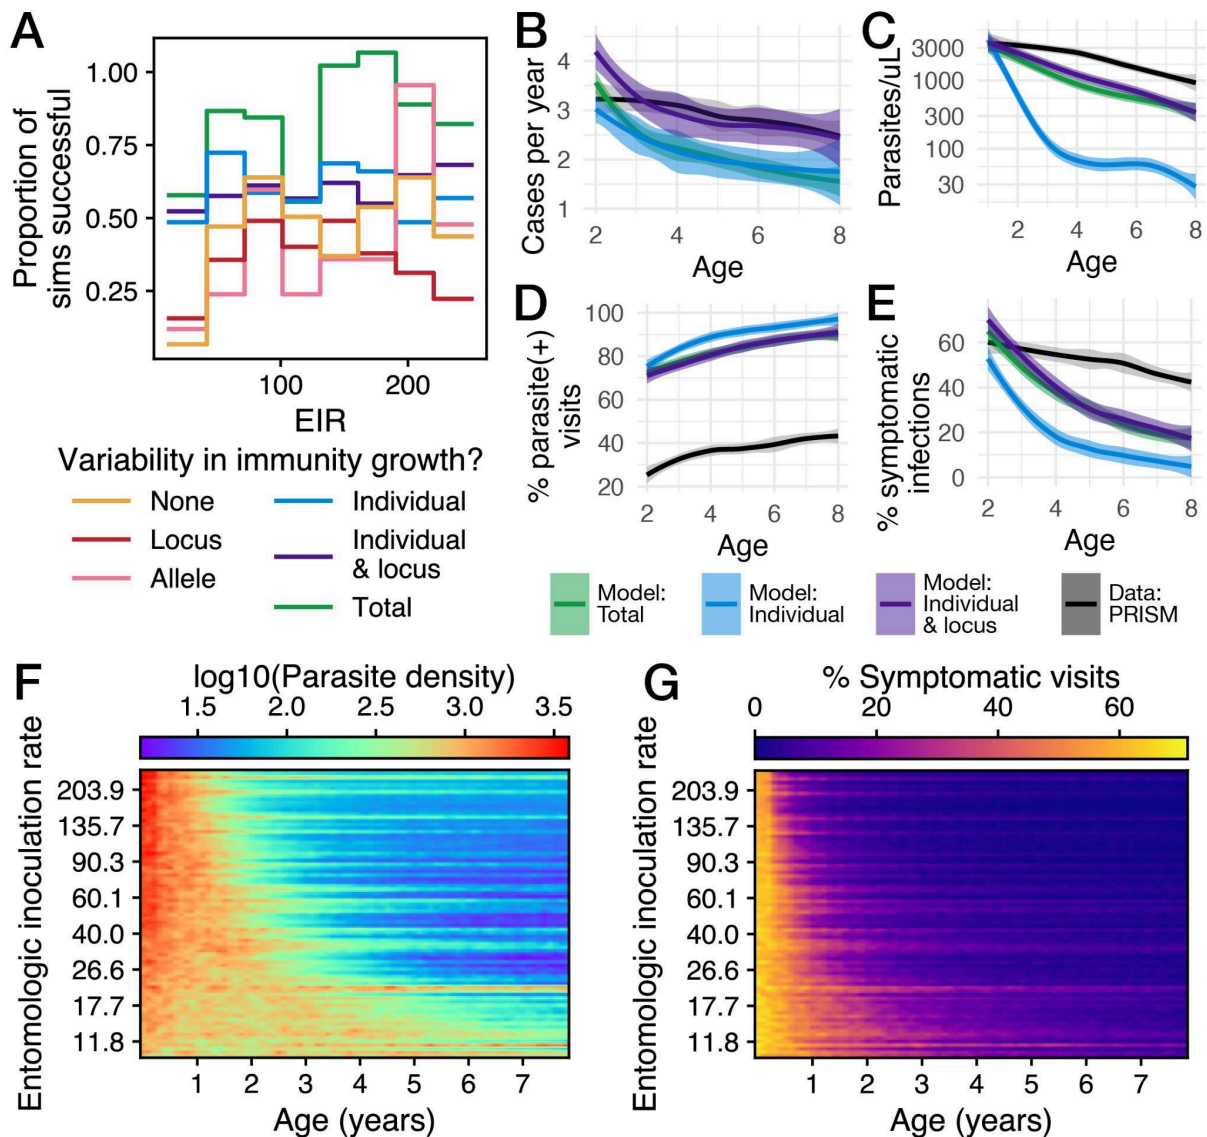 A
Proportion of
sims successful
1.00
0.75
0.50
0.25
100
200
EIR
Variability in immunity growth?
None
Locus
Allele
Individual
Individual
& locus
Total
B
Cases per year
4
3
2
1
2
4
6
8
Age
C
Parasites/uL
3000
1000
300
100
30
2
4
6
8
Age
D
% parasite(+)
visits
100
80
60
40
20
2
4
6
8
Age
E
% symptomatic
infections
60
40
20
0
2
4
6
8
Age
Model:
Total
Model:
Individual
Model:
Individual
& locus
Data:
PRISM
F
log10(Parasite density)
1.5
2.0
2.5
3.0
3.5
Entomologic inoculation rate
203.9
135.7
90.3
60.1
40.0
26.6
17.7
11.8
1
2
3
4
5
6
7
Age (years)
G
% Symptomatic visits
0
20
40
60
Entomologic inoculation rate
203.9
135.7
90.3
60.1
40.0
26.6
17.7
11.8
1
2
3
4
5
6
7
Age (years)